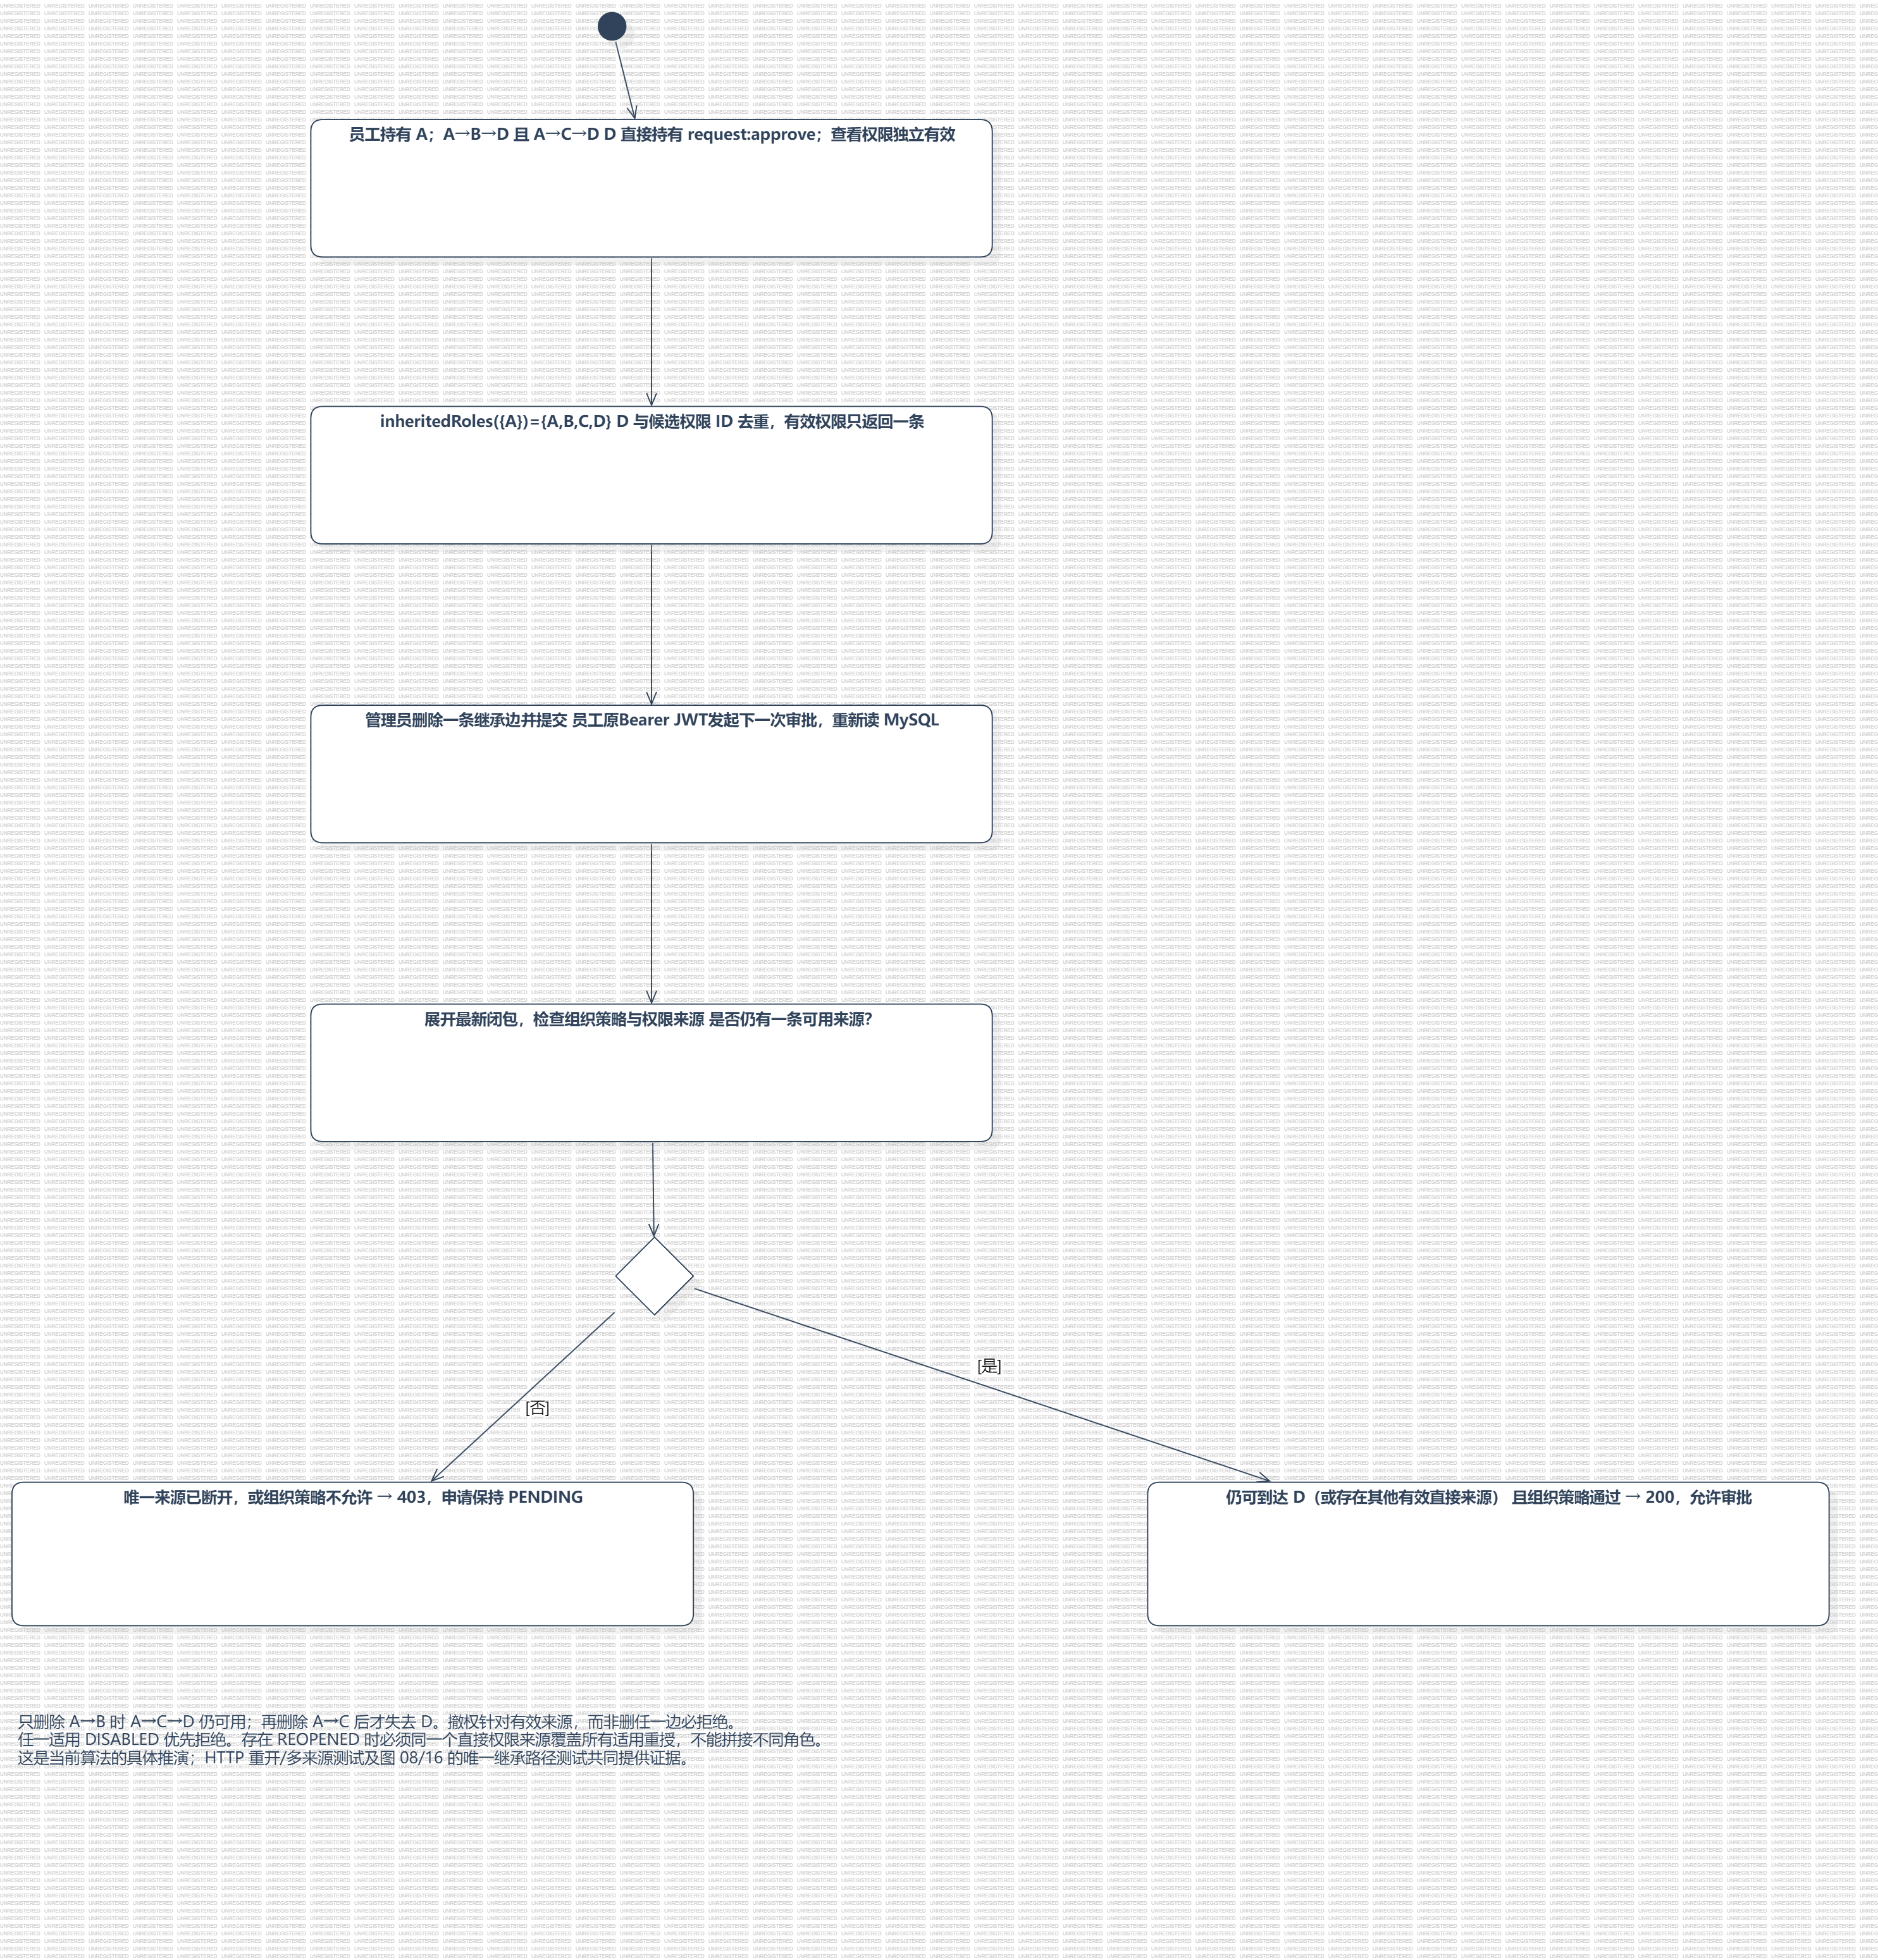 员工持有 A；A→B→D 且 A→C→D D 直接持有 request:approve；查看权限独立有效
inheritedRoles({A})={A,B,C,D} D 与候选权限 ID 去重，有效权限只返回一条
管理员删除一条继承边并提交 员工原Bearer JWT发起下一次审批，重新读 MySQL
展开最新闭包，检查组织策略与权限来源 是否仍有一条可用来源？
[是]
[否]
唯一来源已断开，或组织策略不允许 → 403，申请保持 PENDING
仍可到达 D（或存在其他有效直接来源） 且组织策略通过 → 200，允许审批
只删除 A→B 时 A→C→D 仍可用；再删除 A→C 后才失去 D。撤权针对有效来源，而非删任一边必拒绝。
任一适用 DISABLED 优先拒绝。存在 REOPENED 时必须同一个直接权限来源覆盖所有适用重授，不能拼接不同角色。
这是当前算法的具体推演；HTTP 重开/多来源测试及图 08/16 的唯一继承路径测试共同提供证据。